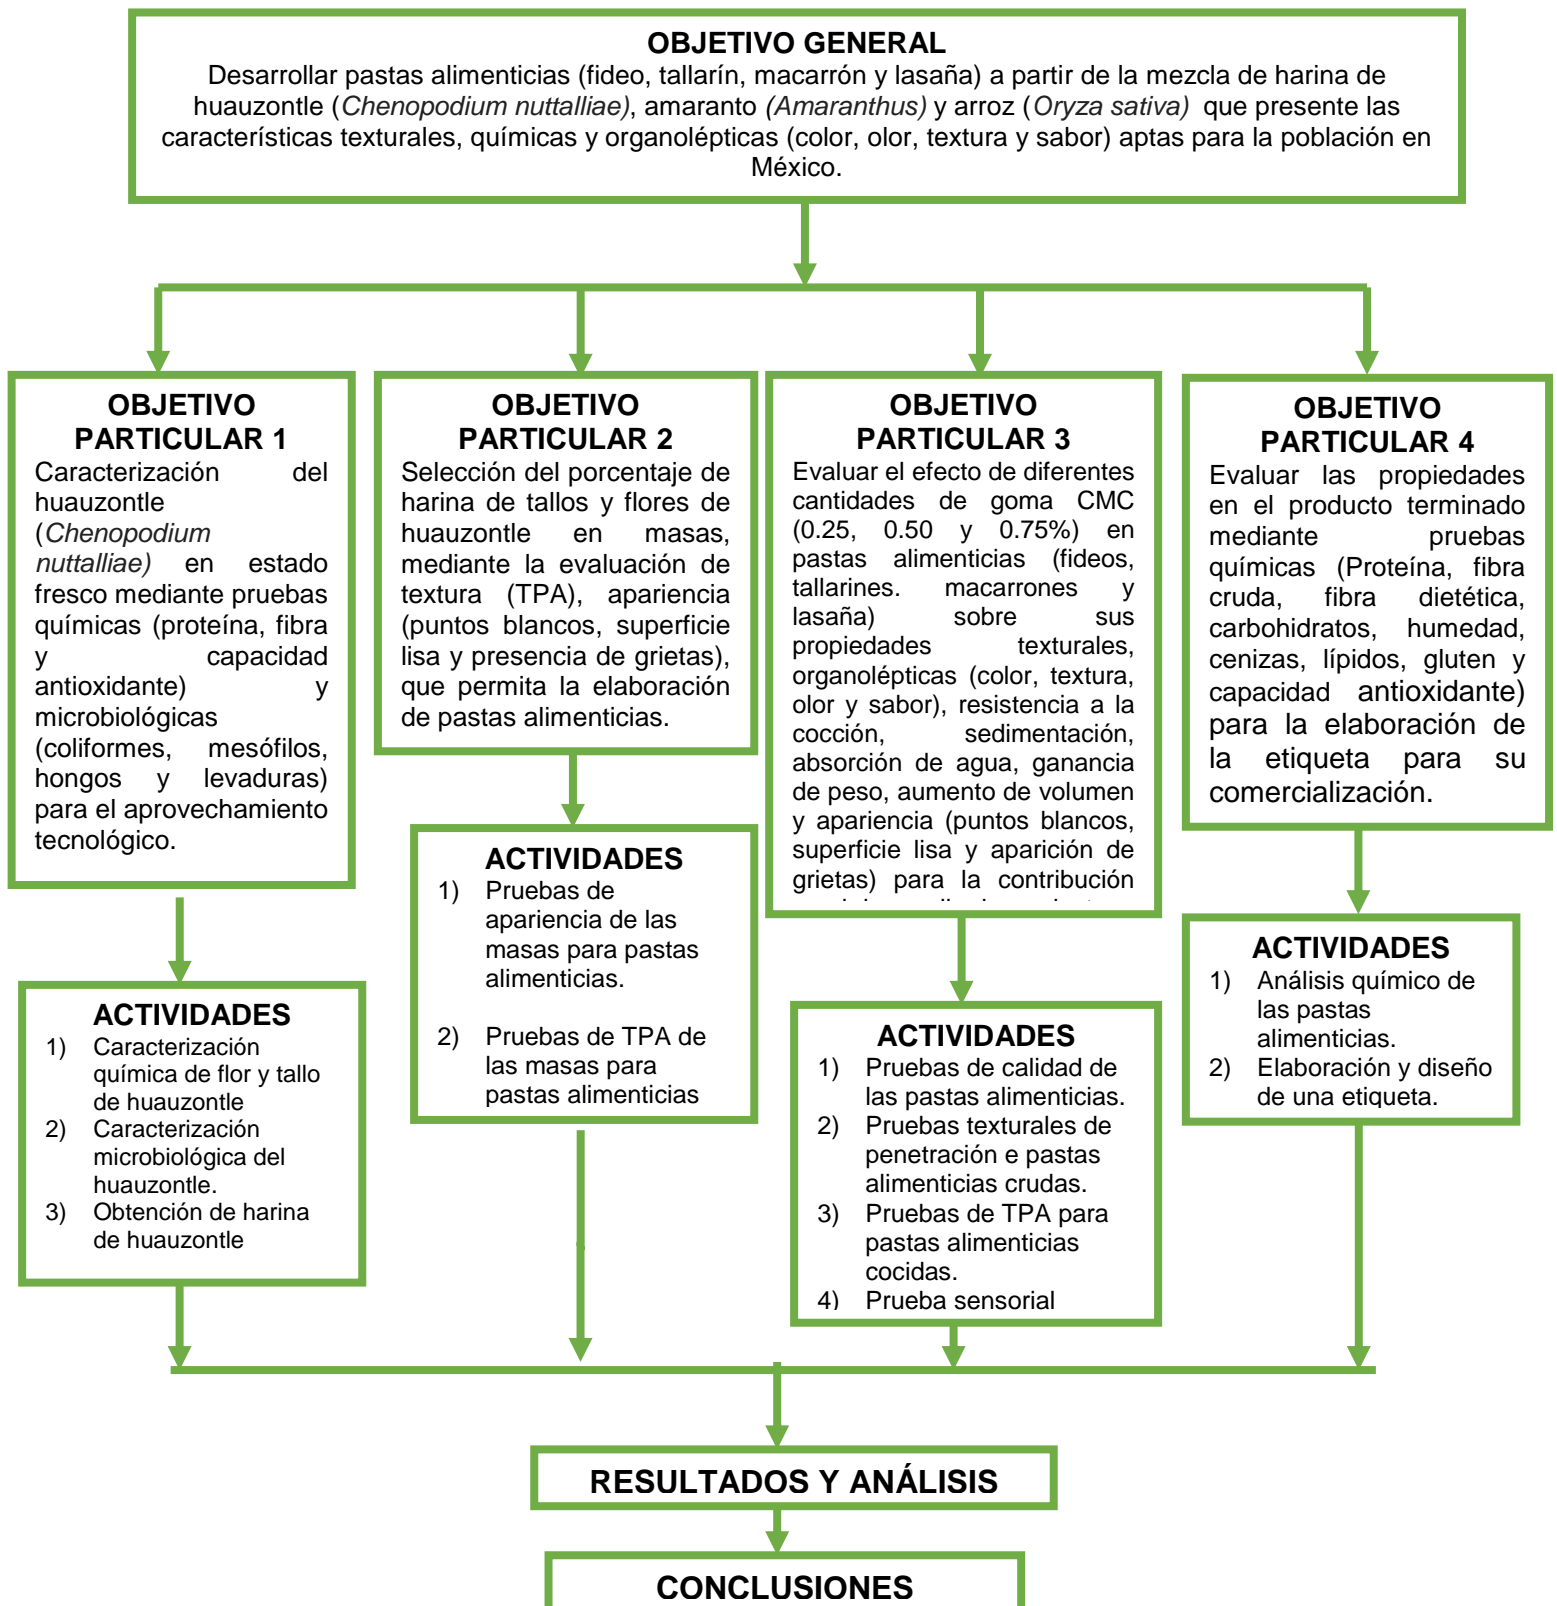 OBJETIVO GENERAL
Desarrollar pastas alimenticias (fideo, tallarín, macarrón y lasaña) a partir de la mezcla de harina de
huauzontle (Chenopodium nuttalliae), amaranto (Amaranthus) y arroz (Oryza sativa) que presente las
características texturales, químicas y organolépticas (color, olor, textura y sabor) aptas para la población en
México.
OBJETIVO
PARTICULAR 1
Caracterización del
huauzontle
(Chenopodium
nuttalliae) en estado
fresco mediante pruebas
químicas (proteína, fibra
y capacidad
antioxidante) y
microbiológicas
(coliformes, mesófilos,
hongos y levaduras)
para el aprovechamiento
tecnológico.
OBJETIVO
PARTICULAR 2
Selección del porcentaje de
harina de tallos y flores de
huauzontle en masas,
mediante la evaluación de
textura (TPA), apariencia
(puntos blancos, superficie
lisa y presencia de grietas),
que permita la elaboración
de pastas alimenticias.
OBJETIVO
PARTICULAR 3
Evaluar el efecto de diferentes
cantidades de goma CMC
(0.25, 0.50 y 0.75%) en
pastas alimenticias (fideos,
tallarines. macarrones y
lasaña) sobre sus
propiedades texturales,
organolépticas (color, textura,
olor y sabor), resistencia a la
cocción, sedimentación,
absorción de agua, ganancia
de peso, aumento de volumen
y apariencia (puntos blancos,
superficie lisa y aparición de
grietas) para la contribución
OBJETIVO
PARTICULAR 4
Evaluar las propiedades
en el producto terminado
mediante pruebas
químicas (Proteína, fibra
cruda, fibra dietética,
carbohidratos, humedad,
cenizas, lípidos, gluten y
capacidad antioxidante)
para la elaboración de
la etiqueta para su
comercialización.
ACTIVIDADES
1) Caracterización
química de flor y tallo
de huauzontle
2) Caracterización
microbiológica del
huauzontle.
3) Obtención de harina
de huauzontle
ACTIVIDADES
1) Pruebas de
apariencia de las
masas para pastas
alimenticias.
2) Pruebas de TPA de
las masas para
pastas alimenticias
ACTIVIDADES
1) Pruebas de calidad de
las pastas alimenticias.
2) Pruebas texturales de
penetración e pastas
alimenticias crudas.
3) Pruebas de TPA para
pastas alimenticias
cocidas.
4) Prueba sensorial
ACTIVIDADES
1) Análisis químico de
las pastas
alimenticias.
2) Elaboración y diseño
de una etiqueta.
RESULTADOS Y ANÁLISIS
CONCLUSIONES